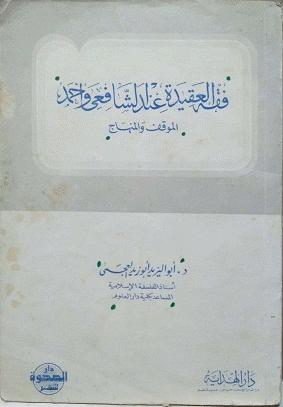 فقه العقيدة عند الشافعي وأحمد
الموقف والمنهاج
د. أبو اليزيد أبو زيد العجمي
أستاذ الفلسفة الإسلامية
المساعد بكلية دار العلوم
دار الهداية
دار
الصحوة
للنشر